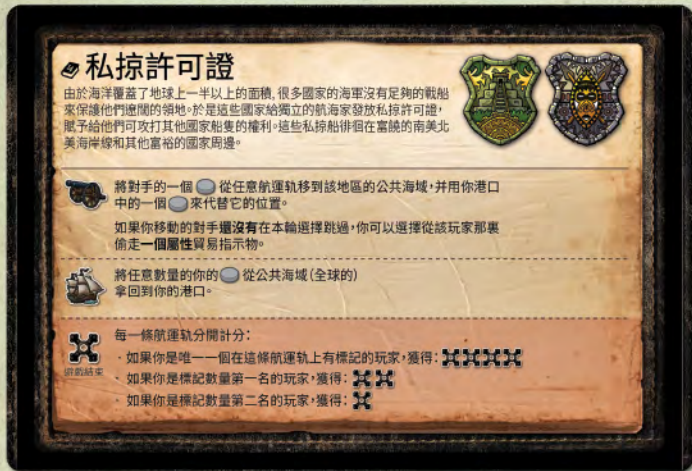 私掠許可證
由於海洋覆蓋了地球上一半以上的面積,很多國家的海軍沒有足夠的戰船
來保護他們遼闊的領地。於是這些國家給獨立的航海家發放私掠許可證,
賦予給他們可攻打其他國家船隻的權利。這些私掠船徘徊在富饒的南美北
美海岸線和其他富裕的國家周邊。
將對手的一個 從任意航運轨移到該地區的公共海域,并用你港口
中的一個 來代替它的位置。
如果你移動的對手還沒有在本輪選擇跳過,你可以選擇從該玩家那裏
偷走一個屬性貿易指示物。
將任意數量的你的 從公共海域(全球的)
拿回到你的港口。
每一條航運轨分開計分:
· 如果你是唯一一個在這條航運轨上有標記的玩家,獲得:
· 如果你是標記數量第一名的玩家,獲得:
· 如果你是標記數量第二名的玩家,獲得:
遊戲結束